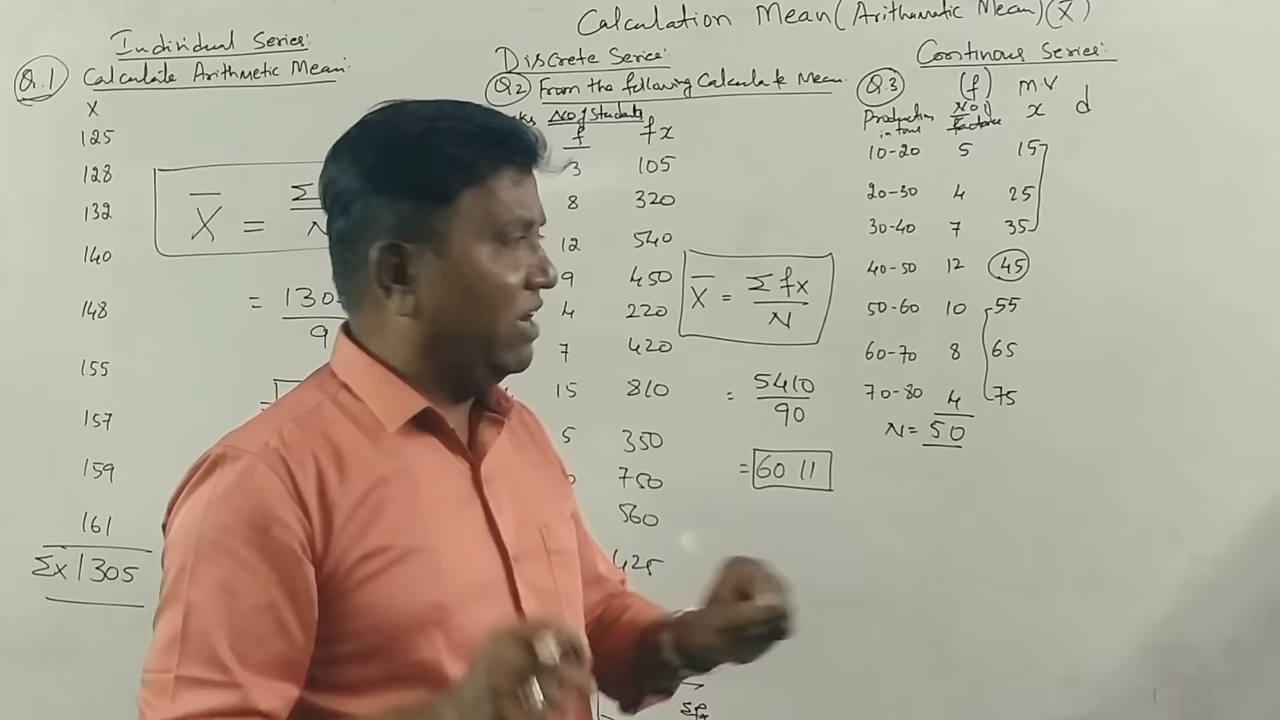 Calculation Mean (Arithmatic Mean) (X̄)
Individual Series:
Q.1 Calculate Arithmetic Mean:
X
125
128
132
140
148
155
157
159
161
Σx 1305
X̄ = Σ
N
= 130
9
=
Discrete Series:
Q2 From the following Calculate Mean.
No of Students
f fx
3 105
8 320
12 540
9 450
4 220
7 420
15 810
5 350
750
560
425
X̄ = Σfx
N
= 5410
90
= 60 11
Continous Series:
Q.3 (f) m.v
Production in tons No of factories x d
10-20 5 15
20-30 4 25
30-40 7 35
40-50 12 45
50-60 10 55
60-70 8 65
70-80 4 75
N = 50